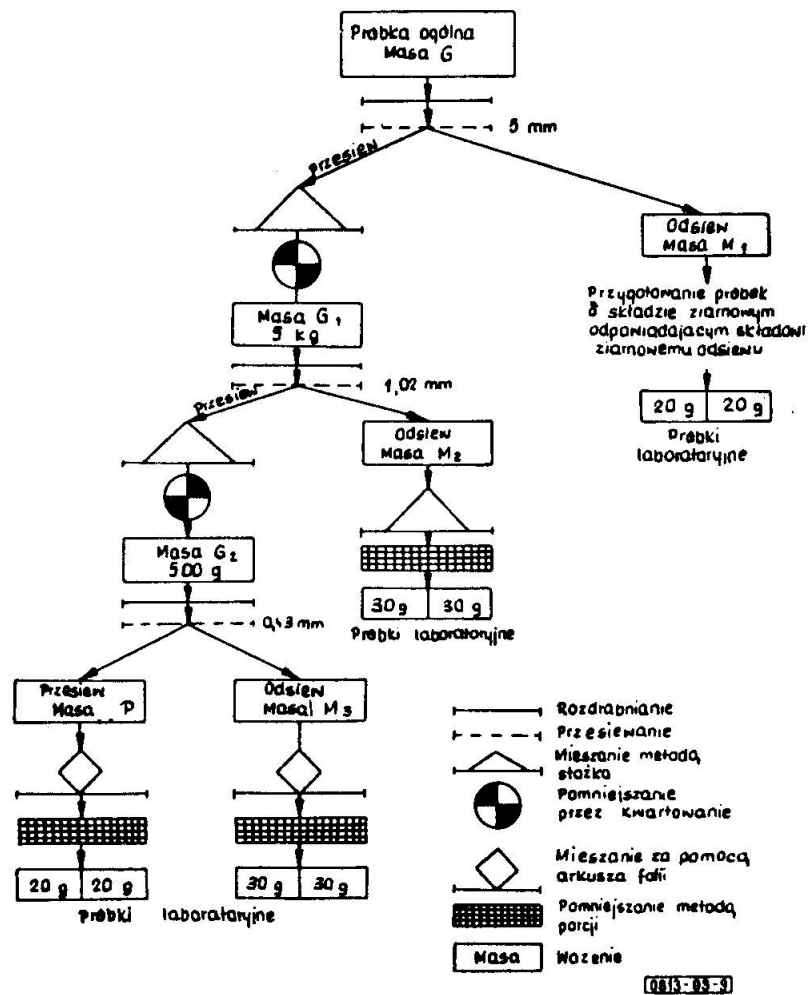 Próbka ogólna
Masa G
5 mm
Przesiew
Odsiew
Masa M1
Masa G1
5 kg
Przygotowanie próbek
o składzie ziarnowym
odpowiadającym składowi
ziarnowemu odsiewu
20 g 20 g
Próbki
laboratoryjne
1,02 mm
Przesiew
Odsiew
Masa M2
Masa G2
500 g
30 g 30 g
Próbki laboratoryjne
0,43 mm
Przesiew
Masa P
Odsiew
Masa M3
20 g 20 g
30 g 30 g
Próbki laboratoryjne
Rozdrabnianie
Przesiewanie
Mieszanie metodą
stożka
Pomniejszanie
przez kwartowanie
Mieszanie za pomocą
arkusza folii
Pomniejszanie metodą
porcji
Masa Ważenie
0813-03-9